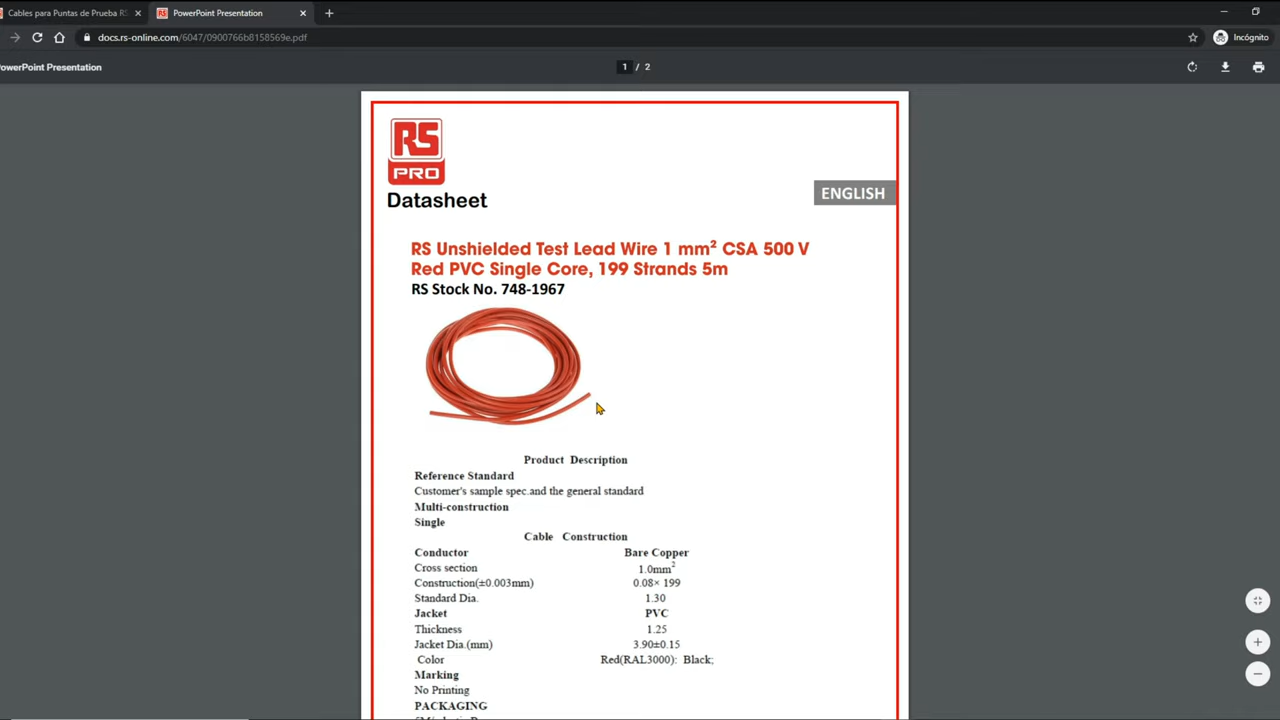 Cables para Puntas de Prueba RS
PowerPoint Presentation
docs.rs-online.com/6047/0900766b8158569e.pdf
Incógnito
PowerPoint Presentation
1 / 2
RS
PRO
Datasheet
ENGLISH
RS Unshielded Test Lead Wire 1 mm² CSA 500 V
Red PVC Single Core, 199 Strands 5m
RS Stock No. 748-1967
Product Description
Reference Standard
Customer's sample spec.and the general standard
Multi-construction
Single
Cable Construction
Conductor Bare Copper
Cross section 1.0mm²
Construction(±0.003mm) 0.08× 199
Standard Dia. 1.30
Jacket PVC
Thickness 1.25
Jacket Dia.(mm) 3.90±0.15
Color Red(RAL3000): Black;
Marking
No Printing
PACKAGING